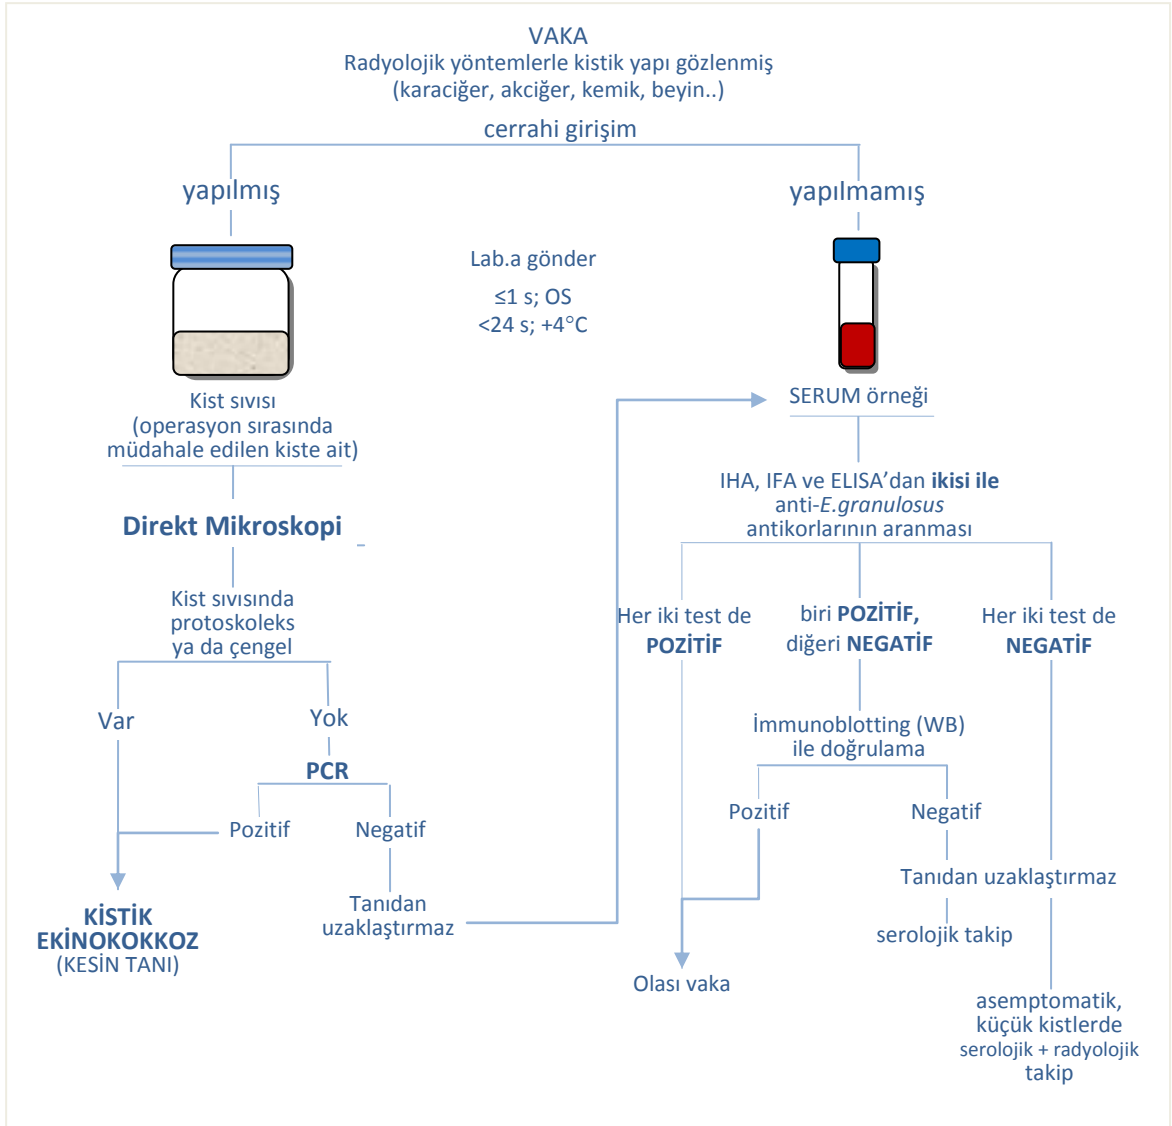 VAKA
Radyolojik yöntemlerle kistik yapı gözlenmiş
(karaciğer, akciğer, kemik, beyin..)
cerrahi girişim
yapılmış
yapılmamış
Lab.a gönder
≤1 s; OS
<24 s; +4°C
Kist sıvısı
(operasyon sırasında
müdahale edilen kiste ait)
Direkt Mikroskopi
Kist sıvısında
protoskoleks
ya da çengel
Var
Yok
PCR
Pozitif
Negatif
Tanıdan
uzaklaştırmaz
KİSTİK
EKİNOKOKKOZ
(KESİN TANI)
SERUM örneği
IHA, IFA ve ELISA’dan ikisi ile
anti-E.granulosus
antikorlarının aranması
Her iki test de
POZİTİF
biri POZİTİF,
diğeri NEGATİF
Her iki test de
NEGATİF
İmmunoblotting (WB)
ile doğrulama
Pozitif
Negatif
Tanıdan uzaklaştırmaz
serolojik takip
Olası vaka
asemptomatik,
küçük kistlerde
serolojik + radyolojik
takip